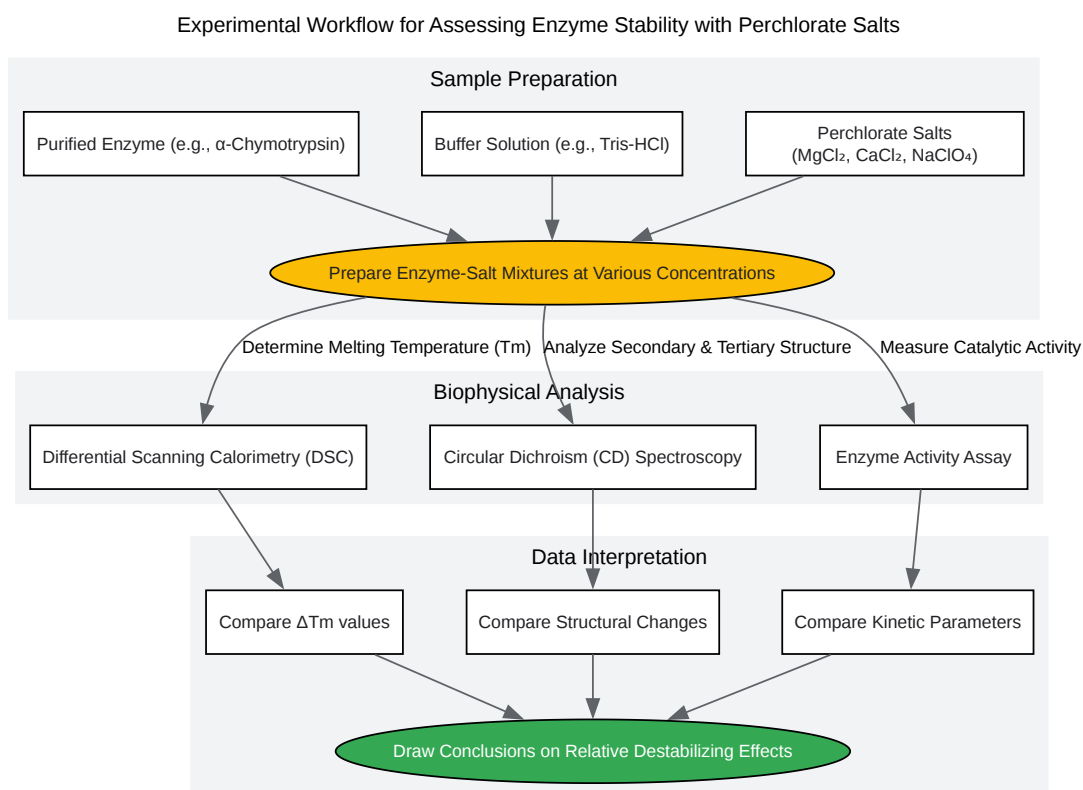 Experimental Workflow for Assessing Enzyme Stability with Perchlorate Salts
Sample Preparation
Purified Enzyme (e.g., α-Chymotrypsin)
Buffer Solution (e.g., Tris-HCl)
Perchlorate Salts
(MgCl₂, CaCl₂, NaClO₄)
Prepare Enzyme-Salt Mixtures at Various Concentrations
Determine Melting Temperature (Tm)
Analyze Secondary & Tertiary Structure
Measure Catalytic Activity
Biophysical Analysis
Differential Scanning Calorimetry (DSC)
Circular Dichroism (CD) Spectroscopy
Enzyme Activity Assay
Data Interpretation
Compare ΔTm values
Compare Structural Changes
Compare Kinetic Parameters
Draw Conclusions on Relative Destabilizing Effects